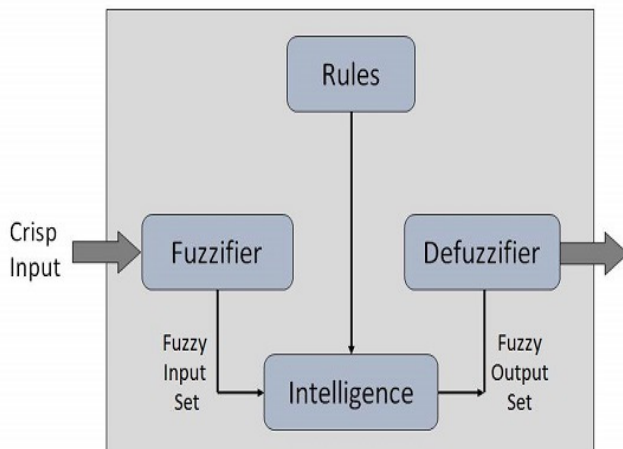 Rules
Crisp
Input
Fuzzifier
Defuzzifier
Fuzzy
Input
Set
Intelligence
Fuzzy
Output
Set